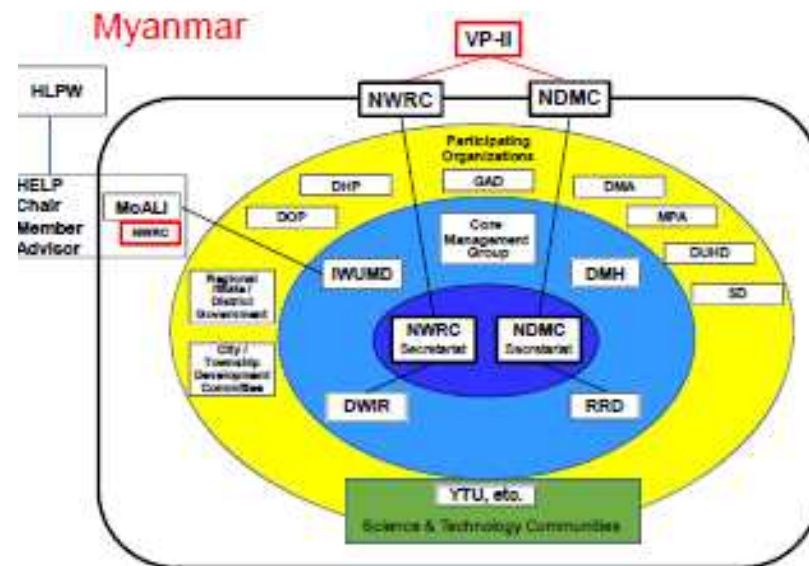 Myanmar
VP-II
HLPW
NWRC
NDMC
Participating
Organizations
HELP
Chair
Member
Advisor
MoALI
NWRC
DHP
GAD
DMA
DOP
MPA
Core
Management
Group
DUHD
IWUMD
DMH
SD
Regional
State /
District
Government
NWRC
Secretariat
NDMC
Secretariat
City /
Township
Development
Committees
DWIR
RRD
YTU, etc.
Science & Technology Communities